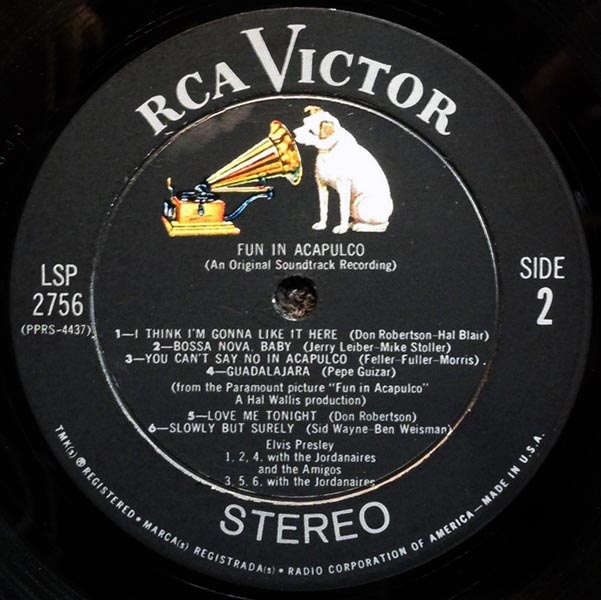 RCA VICTOR
FUN IN ACAPULCO
(An Original Soundtrack Recording)
LSP
2756
(PPRS-4437)
SIDE
2
1—I THINK I'M GONNA LIKE IT HERE (Don Robertson-Hal Blair)
2—BOSSA NOVA, BABY (Jerry Leiber-Mike Stoller)
3—YOU CAN'T SAY NO IN ACAPULCO (Feller-Fuller-Morris)
4—GUADALAJARA (Pepe Guizar)
(from the Paramount picture "Fun in Acapulco"
A Hal Wallis production)
5—LOVE ME TONIGHT (Don Robertson)
6—SLOWLY BUT SURELY (Sid Wayne-Ben Weisman)
Elvis Presley
1, 2, 4. with the Jordanaires
and the Amigos
3, 5, 6. with the Jordanaires
STEREO
TMK(s) ® REGISTERED • MARCA(s) REGISTRADA(s) • RADIO CORPORATION OF AMERICA—MADE IN U.S.A.